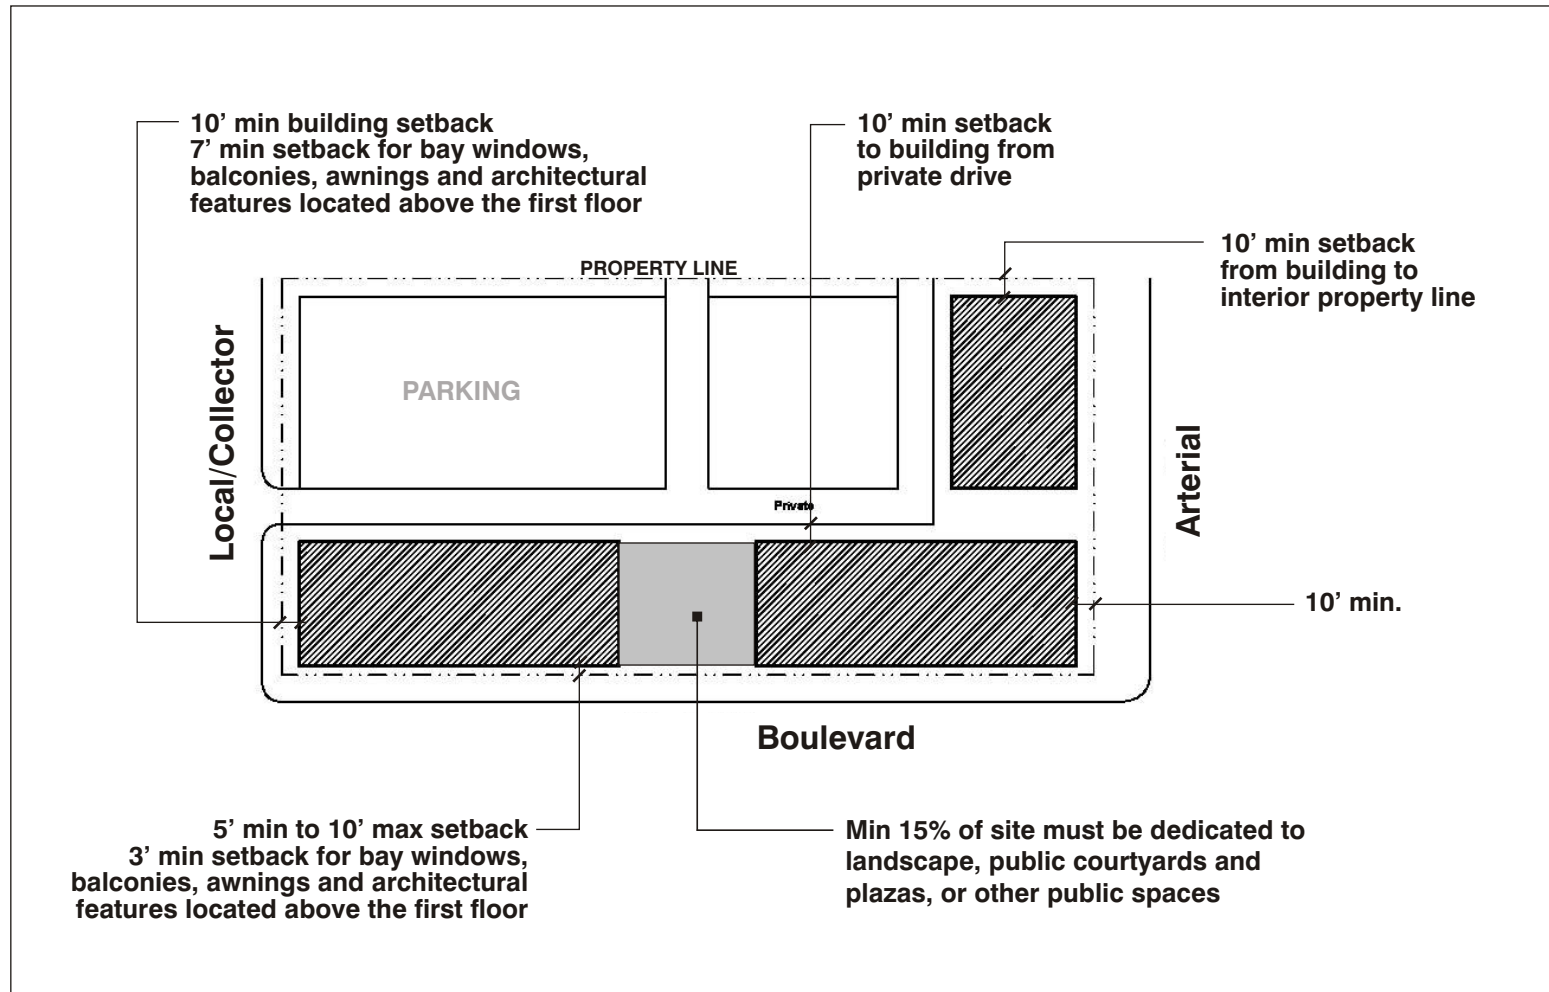 10' min building setback
7' min setback for bay windows,
balconies, awnings and architectural
features located above the first floor
10' min setback
to building from
private drive
10' min setback
from building to
interior property line
PROPERTY LINE
Local/Collector
PARKING
Arterial
Private
10' min.
Boulevard
5' min to 10' max setback
3' min setback for bay windows,
balconies, awnings and architectural
features located above the first floor
Min 15% of site must be dedicated to
landscape, public courtyards and
plazas, or other public spaces